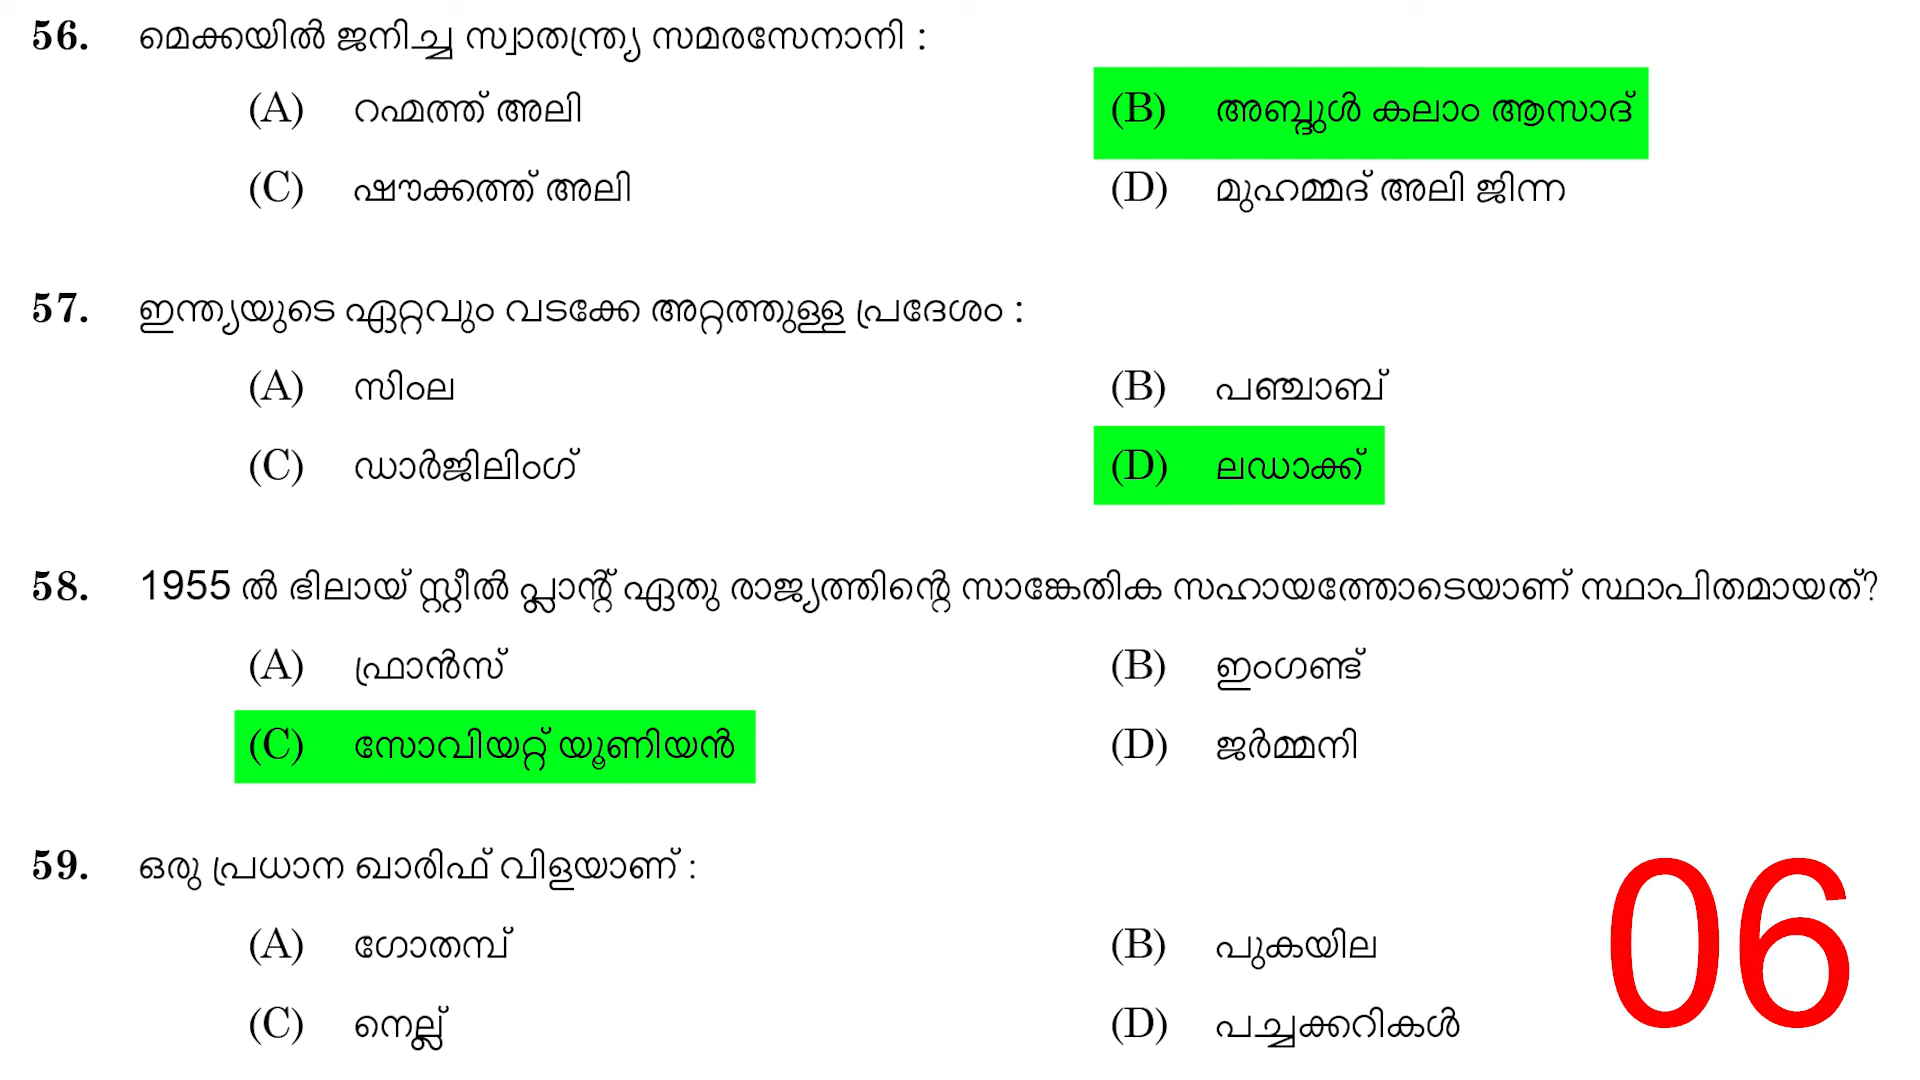 56. മെക്കയിൽ ജനിച്ച സ്വാതന്ത്ര്യ സമരസേനാനി :
(A) റഹ്മത്ത് അലി (B) അബ്ദുൾ കലാം ആസാദ്
(C) ഷൗക്കത്ത് അലി (D) മുഹമ്മദ് അലി ജിന്ന
57. ഇന്ത്യയുടെ ഏറ്റവും വടക്കേ അറ്റത്തുള്ള പ്രദേശം :
(A) സിംല (B) പഞ്ചാബ്
(C) ഡാർജിലിംഗ് (D) ലഡാക്ക്
58. 1955 ൽ ഭിലായ് സ്റ്റീൽ പ്ലാന്റ് ഏതു രാജ്യത്തിന്റെ സാങ്കേതിക സഹായത്തോടെയാണ് സ്ഥാപിതമായത്?
(A) ഫ്രാൻസ് (B) ഇംഗണ്ട്
(C) സോവിയറ്റ് യൂണിയൻ (D) ജർമ്മനി
59. ഒരു പ്രധാന ഖാരിഫ് വിളയാണ് :
(A) ഗോതമ്പ് (B) പുകയില
(C) നെല്ല് (D) പച്ചക്കറികൾ
06